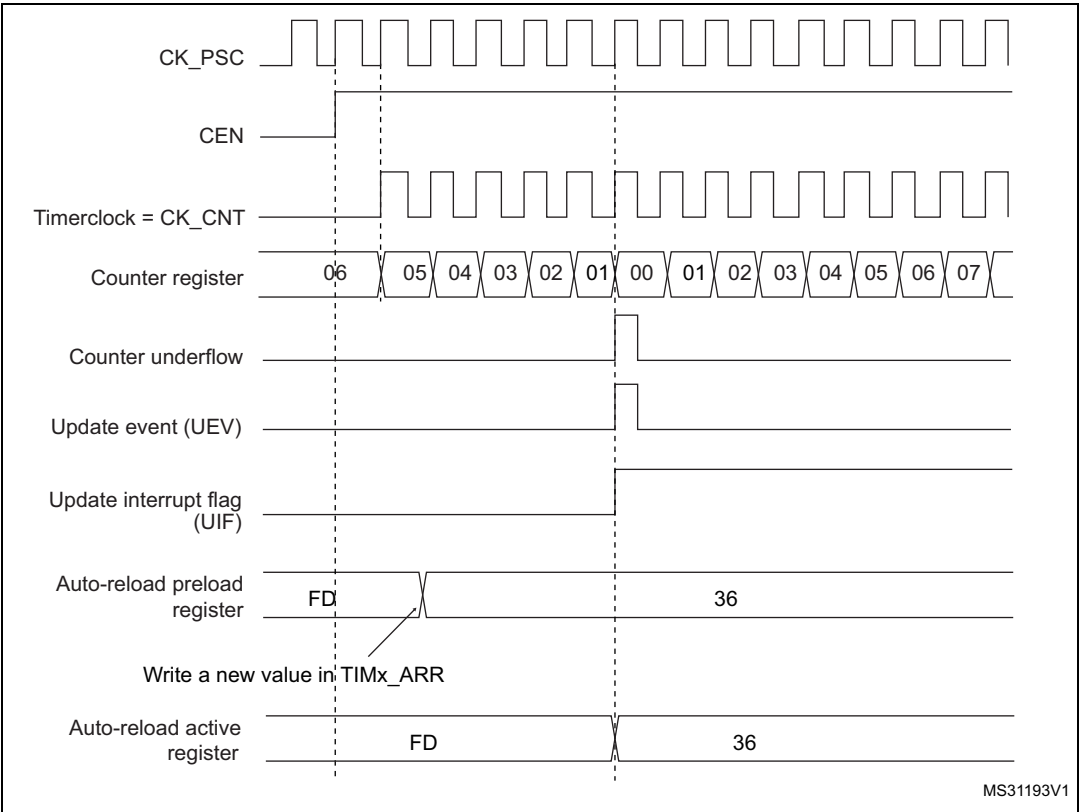 CK_PSC
CEN
Timerclock = CK_CNT
Counter register 06 05 04 03 02 01 00 01 02 03 04 05 06 07
Counter underflow
Update event (UEV)
Update interrupt flag
(UIF)
Auto-reload preload
register
FD 36
Write a new value in TIMx_ARR
Auto-reload active
register
FD 36
MS31193V1